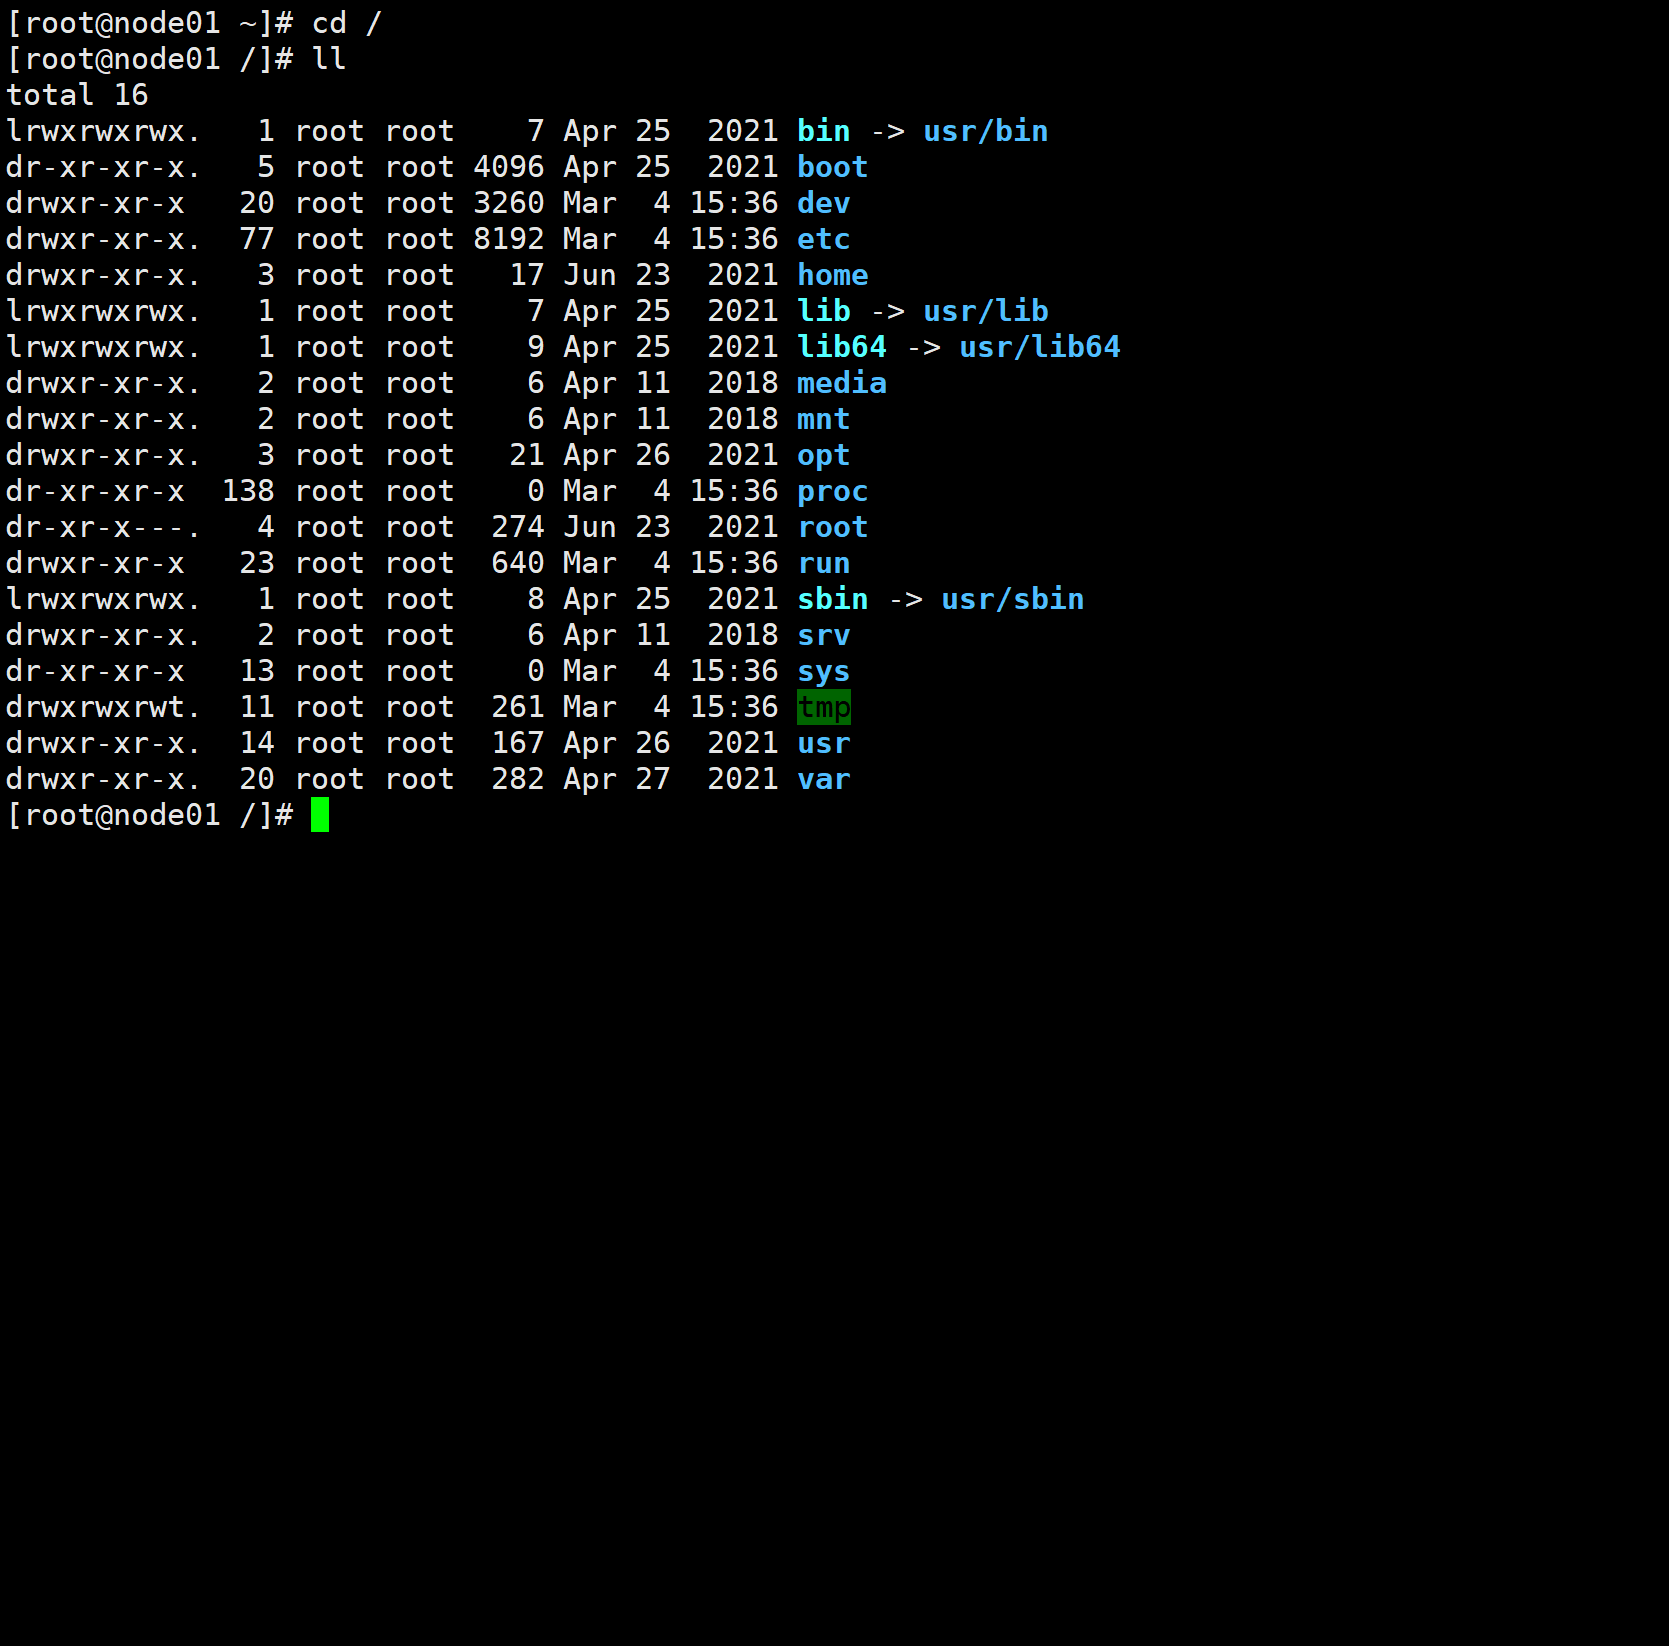 [root@node01 ~]# cd /
[root@node01 /]# ll
total 16
lrwxrwxrwx.   1 root root    7 Apr 25  2021 bin -> usr/bin
dr-xr-xr-x.   5 root root 4096 Apr 25  2021 boot
drwxr-xr-x   20 root root 3260 Mar  4 15:36 dev
drwxr-xr-x.  77 root root 8192 Mar  4 15:36 etc
drwxr-xr-x.   3 root root   17 Jun 23  2021 home
lrwxrwxrwx.   1 root root    7 Apr 25  2021 lib -> usr/lib
lrwxrwxrwx.   1 root root    9 Apr 25  2021 lib64 -> usr/lib64
drwxr-xr-x.   2 root root    6 Apr 11  2018 media
drwxr-xr-x.   2 root root    6 Apr 11  2018 mnt
drwxr-xr-x.   3 root root   21 Apr 26  2021 opt
dr-xr-xr-x  138 root root    0 Mar  4 15:36 proc
dr-xr-x---.   4 root root  274 Jun 23  2021 root
drwxr-xr-x   23 root root  640 Mar  4 15:36 run
lrwxrwxrwx.   1 root root    8 Apr 25  2021 sbin -> usr/sbin
drwxr-xr-x.   2 root root    6 Apr 11  2018 srv
dr-xr-xr-x   13 root root    0 Mar  4 15:36 sys
drwxrwxrwt.  11 root root  261 Mar  4 15:36 tmp
drwxr-xr-x.  14 root root  167 Apr 26  2021 usr
drwxr-xr-x.  20 root root  282 Apr 27  2021 var
[root@node01 /]#